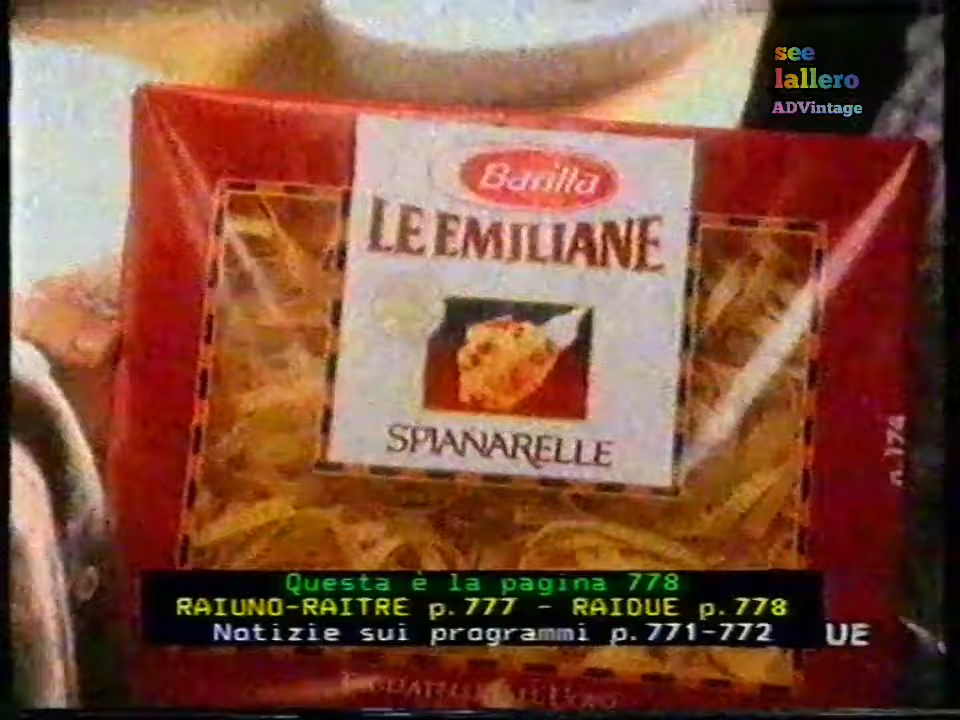 see
lallero
ADVintage
Barilla
LE EMILIANE
SPIANARELLE
n.224
Questa è la pagina 778
RAIUNO-RAITRE p.777 - RAIDUE p.778
Notizie sui programmi p.771-772
UE